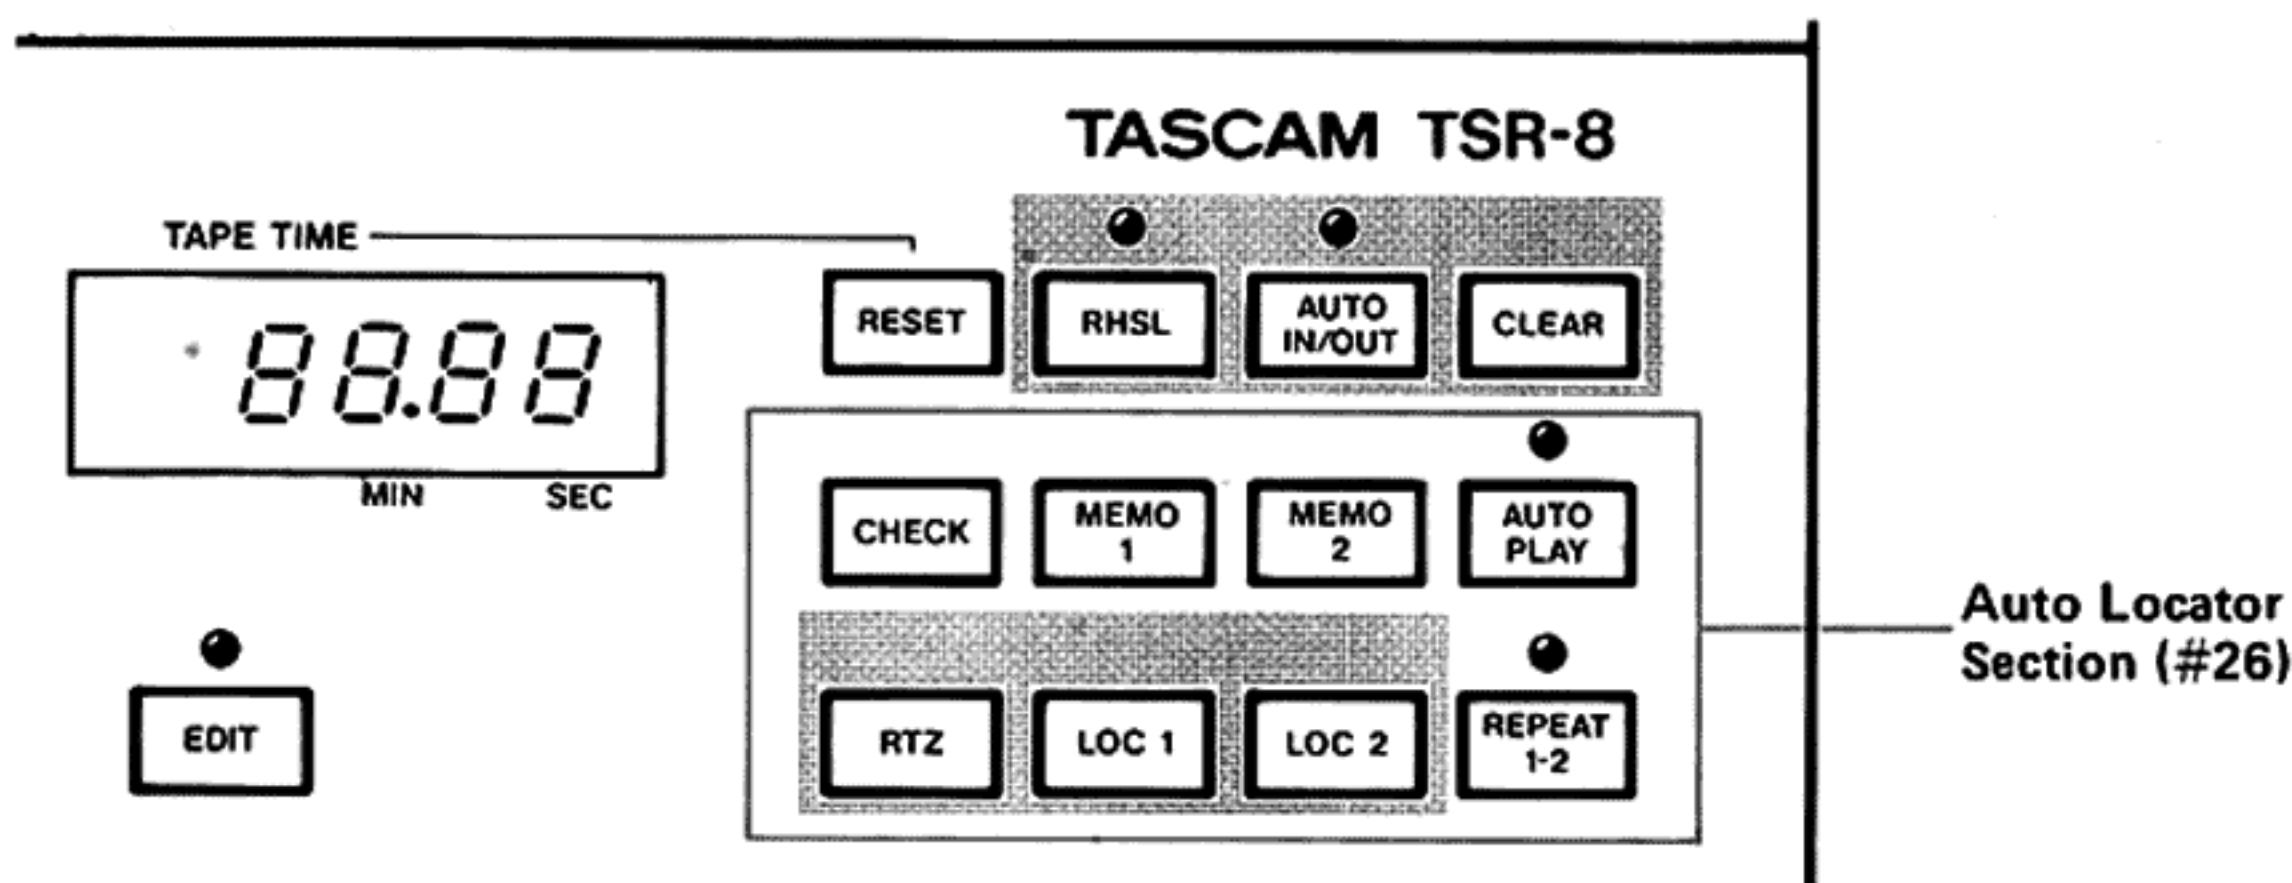 TASCAM TSR-8
TAPE TIME
88.88
MIN SEC
RESET
RHSL
AUTO
IN/OUT
CLEAR
CHECK
MEMO
1
MEMO
2
AUTO
PLAY
EDIT
RTZ
LOC 1
LOC 2
REPEAT
1-2
Auto Locator
Section (#26)